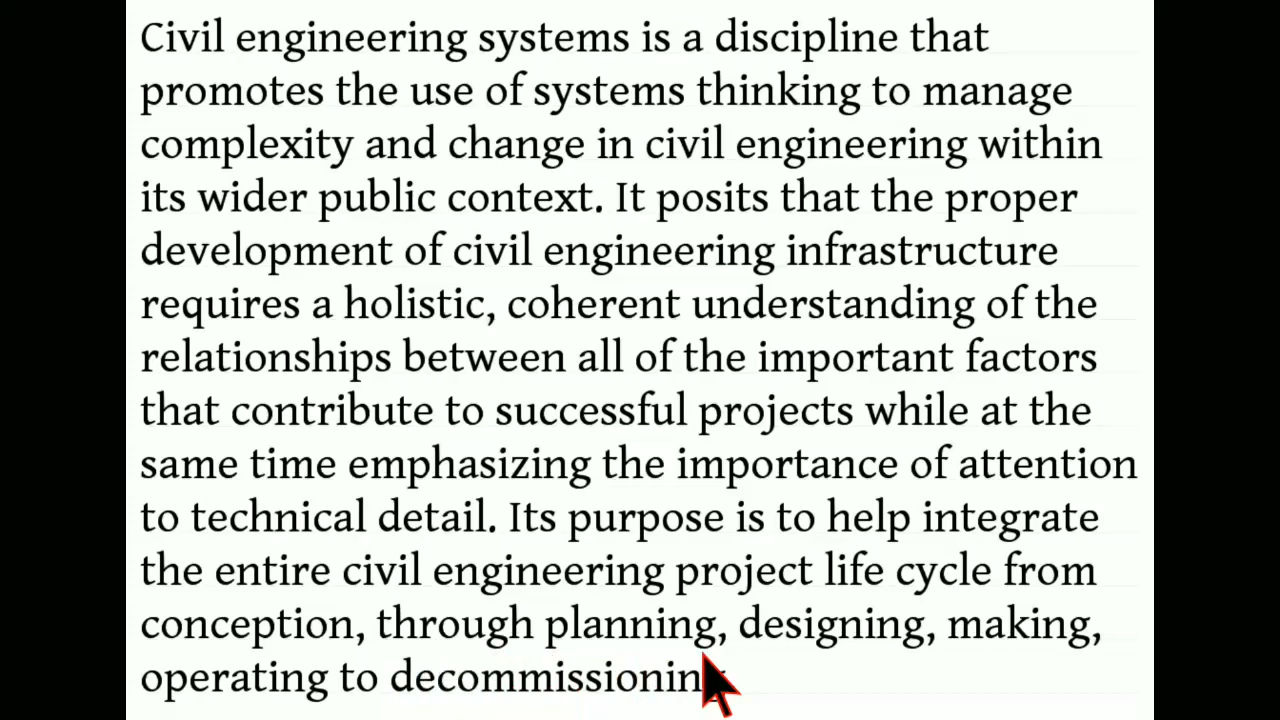 Civil engineering systems is a discipline that
promotes the use of systems thinking to manage
complexity and change in civil engineering within
its wider public context. It posits that the proper
development of civil engineering infrastructure
requires a holistic, coherent understanding of the
relationships between all of the important factors
that contribute to successful projects while at the
same time emphasizing the importance of attention
to technical detail. Its purpose is to help integrate
the entire civil engineering project life cycle from
conception, through planning, designing, making,
operating to decommissioning